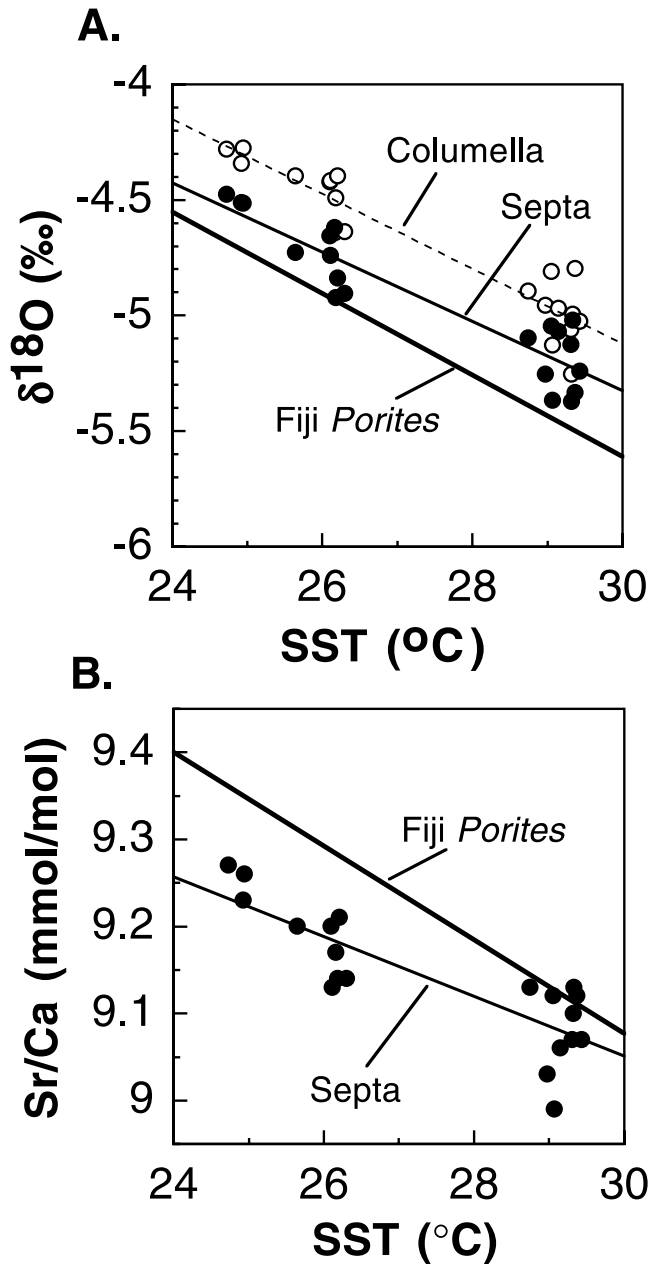 A.
-4
-4.5
-5
-5.5
-6
δ18O (‰)
Columella
Septa
Fiji Porites
24
26
28
30
SST (ºC)
B.
9.4
9.3
9.2
9.1
9
Sr/Ca (mmol/mol)
Fiji Porites
Septa
24
26
28
30
SST (°C)